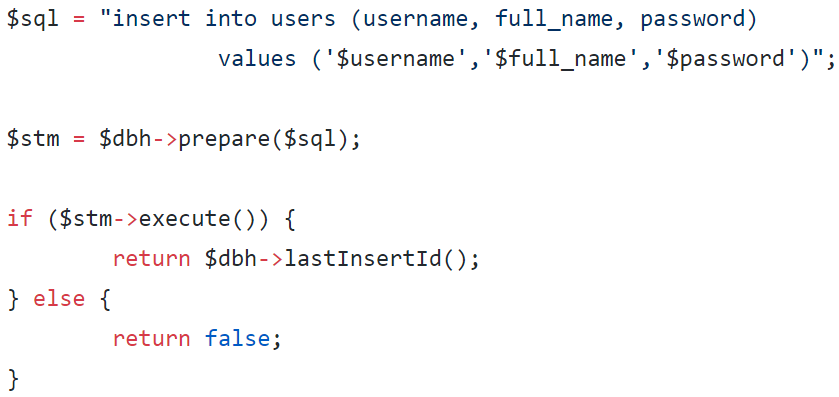 $sql = "insert into users (username, full_name, password)
values ('$username','$full_name','$password')";
$stm = $dbh->prepare($sql);
if ($stm->execute()) {
return $dbh->lastInsertId();
} else {
return false;
}